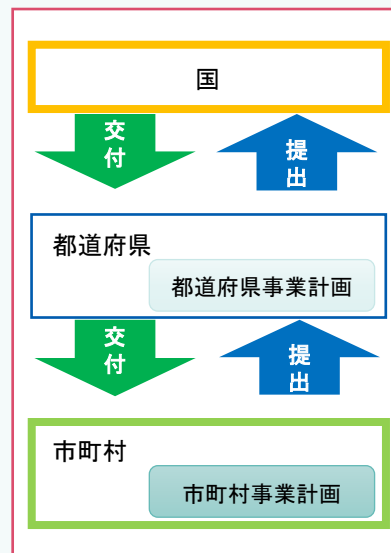 国
交付
提出
都道府県
都道府県事業計画
交付
提出
市町村
市町村事業計画